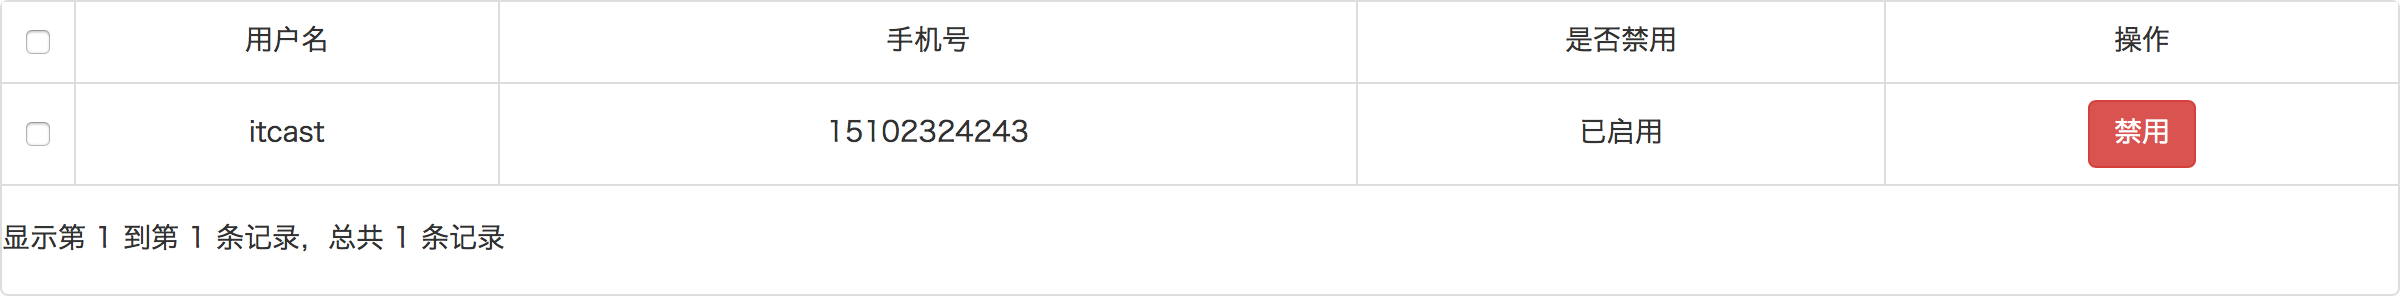 用户名 手机号 是否禁用 操作
itcast 15102324243 已启用 禁用
显示第 1 到第 1 条记录，总共 1 条记录